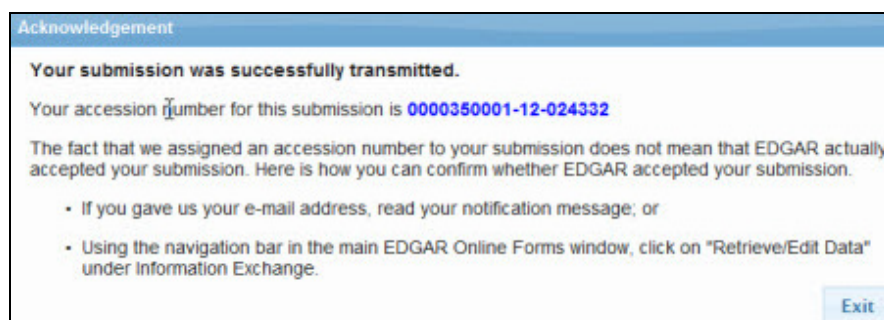 Acknowledgement
Your submission was successfully transmitted.
Your accession number for this submission is 0000350001-12-024332
The fact that we assigned an accession number to your submission does not mean that EDGAR actually
accepted your submission. Here is how you can confirm whether EDGAR accepted your submission.
• If you gave us your e-mail address, read your notification message; or
• Using the navigation bar in the main EDGAR Online Forms window, click on "Retrieve/Edit Data"
under Information Exchange.
Exit